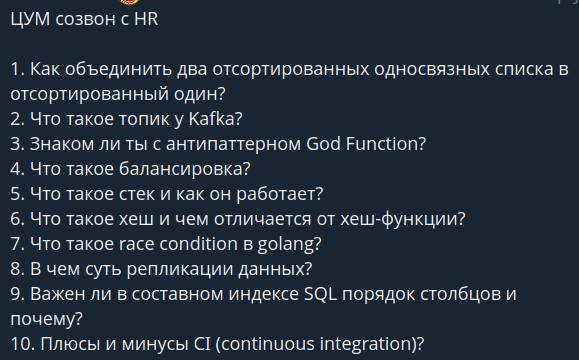 ЦУМ созвон с HR
1. Как объединить два отсортированных односвязных списка в
отсортированный один?
2. Что такое топик у Kafka?
3. Знаком ли ты с антипаттерном God Function?
4. Что такое балансировка?
5. Что такое стек и как он работает?
6. Что такое хеш и чем отличается от хеш-функции?
7. Что такое race condition в golang?
8. В чем суть репликации данных?
9. Важен ли в составном индексе SQL порядок столбцов и
почему?
10. Плюсы и минусы CI (continuous integration)?